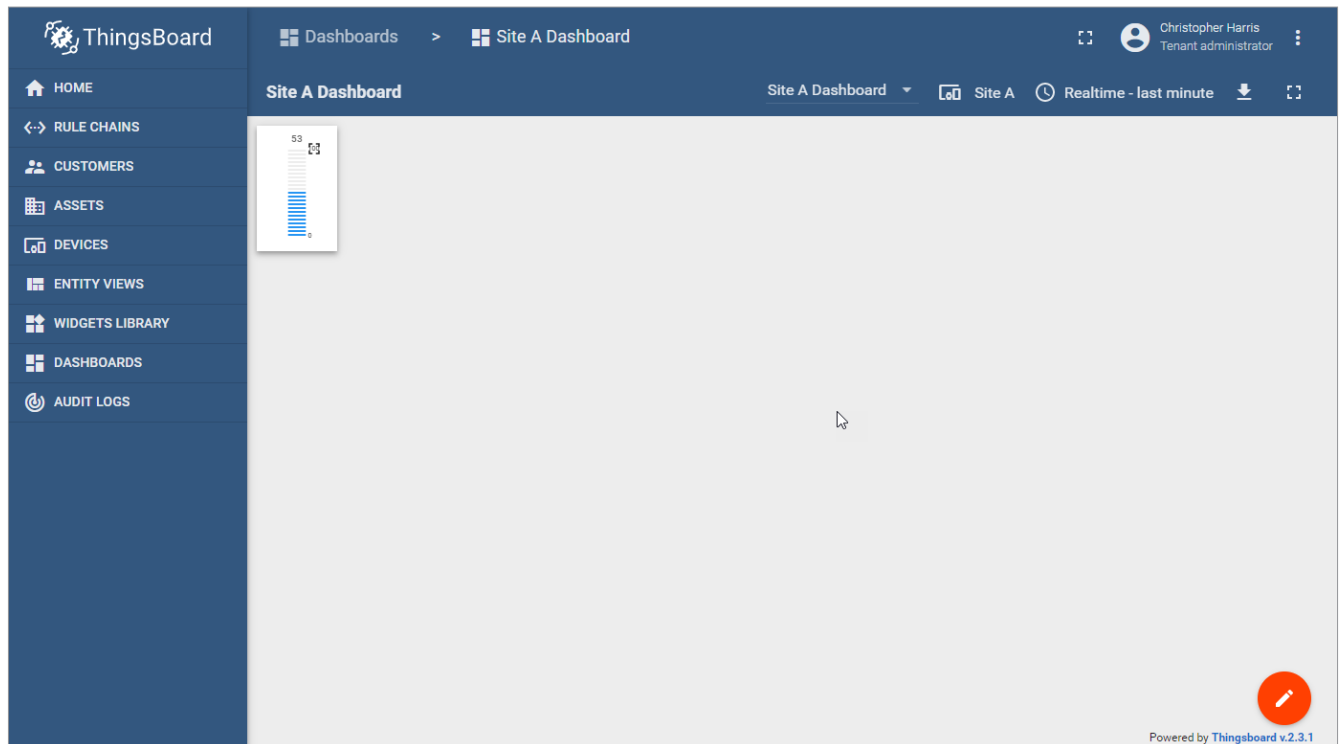 ThingsBoard
Dashboards > Site A Dashboard
Christopher Harris
Tenant administrator
HOME
RULE CHAINS
CUSTOMERS
ASSETS
DEVICES
ENTITY VIEWS
WIDGETS LIBRARY
DASHBOARDS
AUDIT LOGS
Site A Dashboard
Site A Dashboard
Site A
Realtime - last minute
53
0
Powered by Thingsboard v.2.3.1